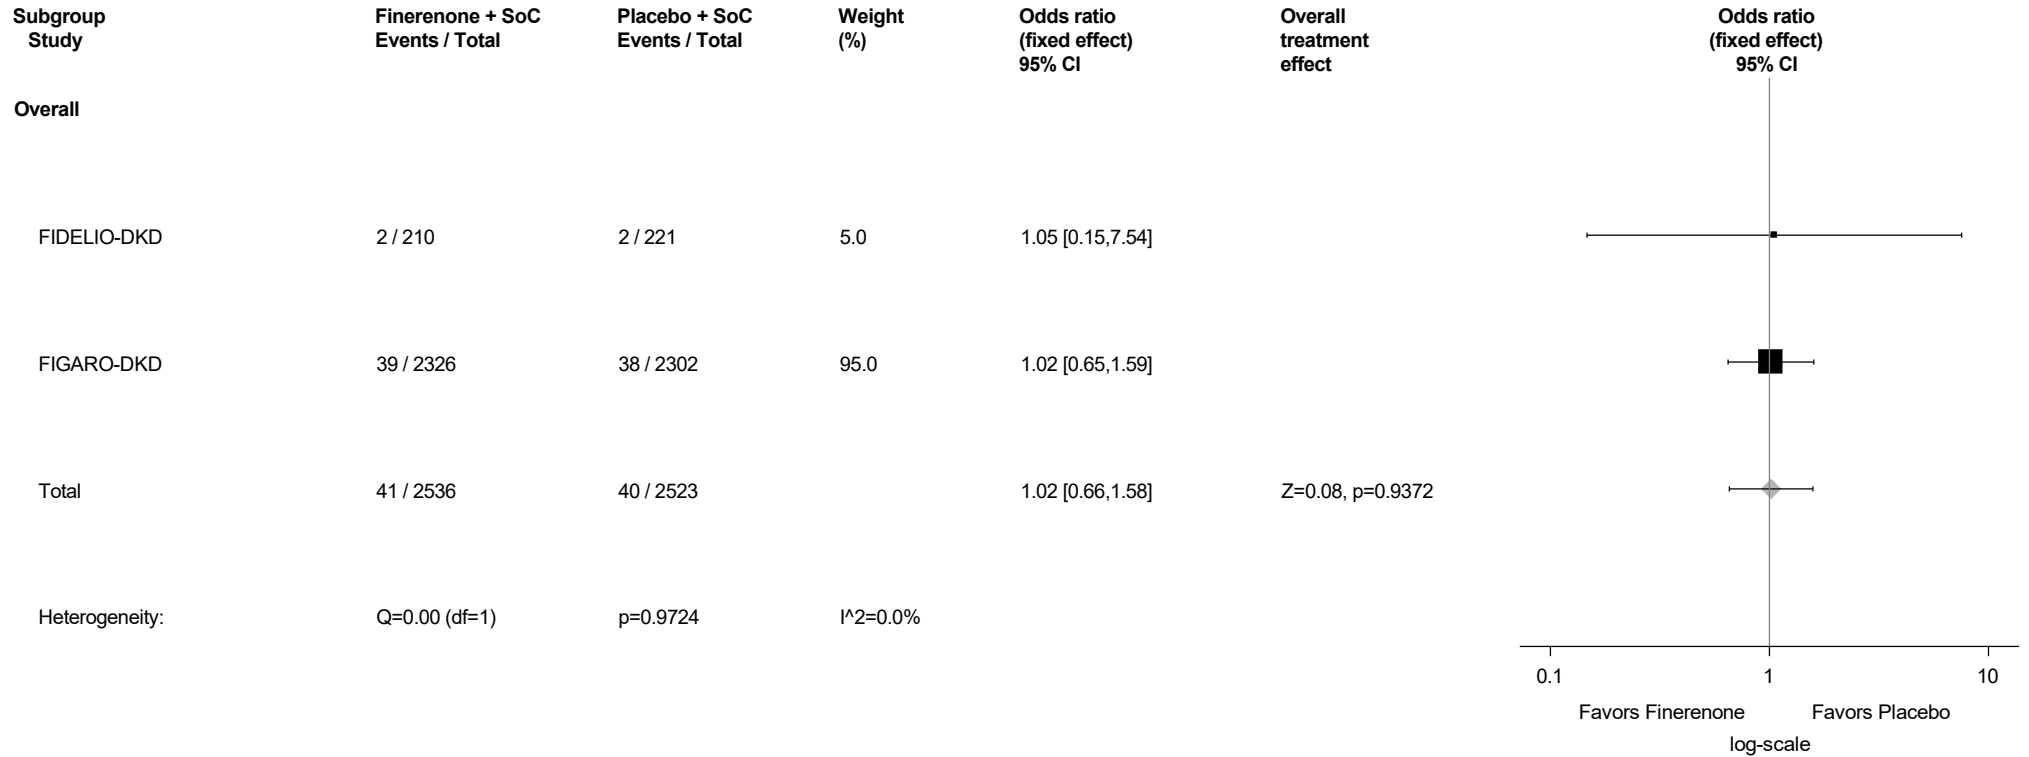 Subgroup Finerenone + SoC Placebo + SoC Weight Odds ratio Overall Odds ratio
Study Events / Total Events / Total (%) (fixed effect) treatment (fixed effect)
95% CI effect 95% CI
Overall
FIDELIO-DKD 2 / 210 2 / 221 5.0 1.05 [0.15,7.54]
FIGARO-DKD 39 / 2326 38 / 2302 95.0 1.02 [0.65,1.59]
Total 41 / 2536 40 / 2523 1.02 [0.66,1.58] Z=0.08, p=0.9372
Heterogeneity: Q=0.00 (df=1) p=0.9724 I^2=0.0%
0.1 1 10
Favors Finerenone Favors Placebo
log-scale